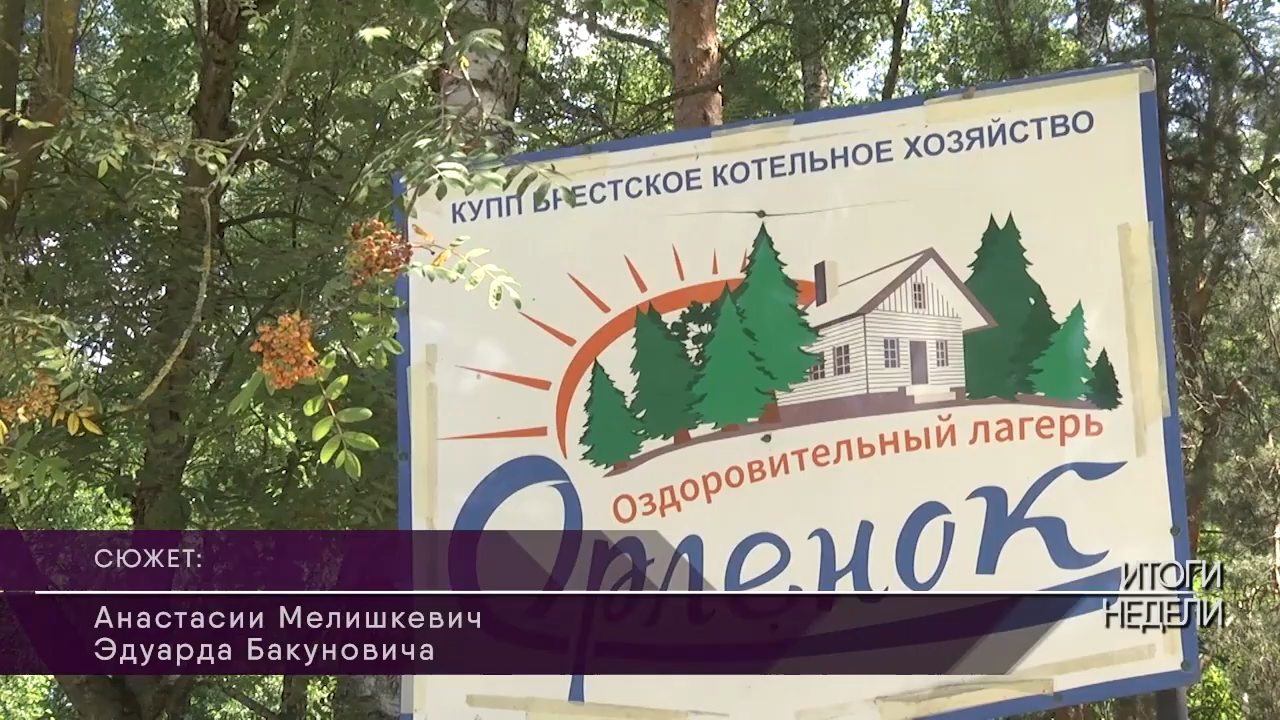 КУПП БРЕСТСКОЕ КОТЕЛЬНОЕ ХОЗЯЙСТВО
Оздоровительный лагерь
Орленок
СЮЖЕТ:
Анастасии Мелишкевич
Эдуарда Бакуновича
ИТОГИ
НЕДЕЛИ